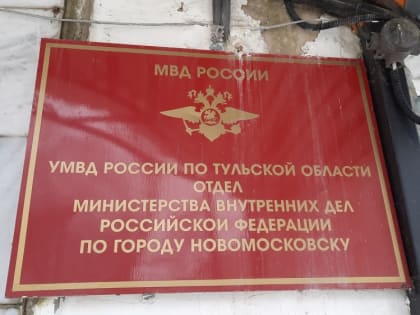 МВД РОССИИ
УМВД РОССИИ ПО ТУЛЬСКОЙ ОБЛАСТИ
ОТДЕЛ
МИНИСТЕРСТВА ВНУТРЕННИХ ДЕЛ
РОССИЙСКОЙ ФЕДЕРАЦИИ
ПО ГОРОДУ НОВОМОСКОВСКУ